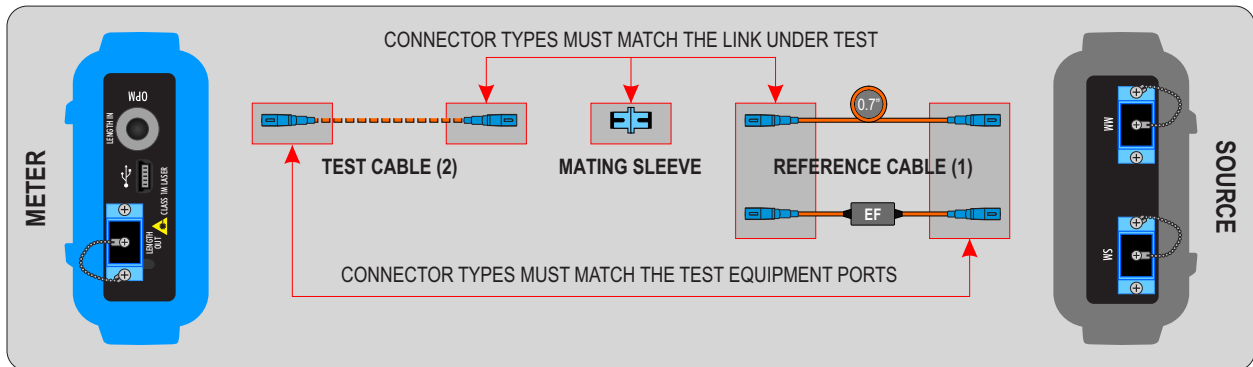 CONNECTOR TYPES MUST MATCH THE LINK UNDER TEST
METER
OPM
LENGTH IN
CLASS 1M LASER
LENGTH
OUT
TEST CABLE (2)
MATING SLEEVE
0.7"
REFERENCE CABLE (1)
EF
CONNECTOR TYPES MUST MATCH THE TEST EQUIPMENT PORTS
MM
SM
SOURCE